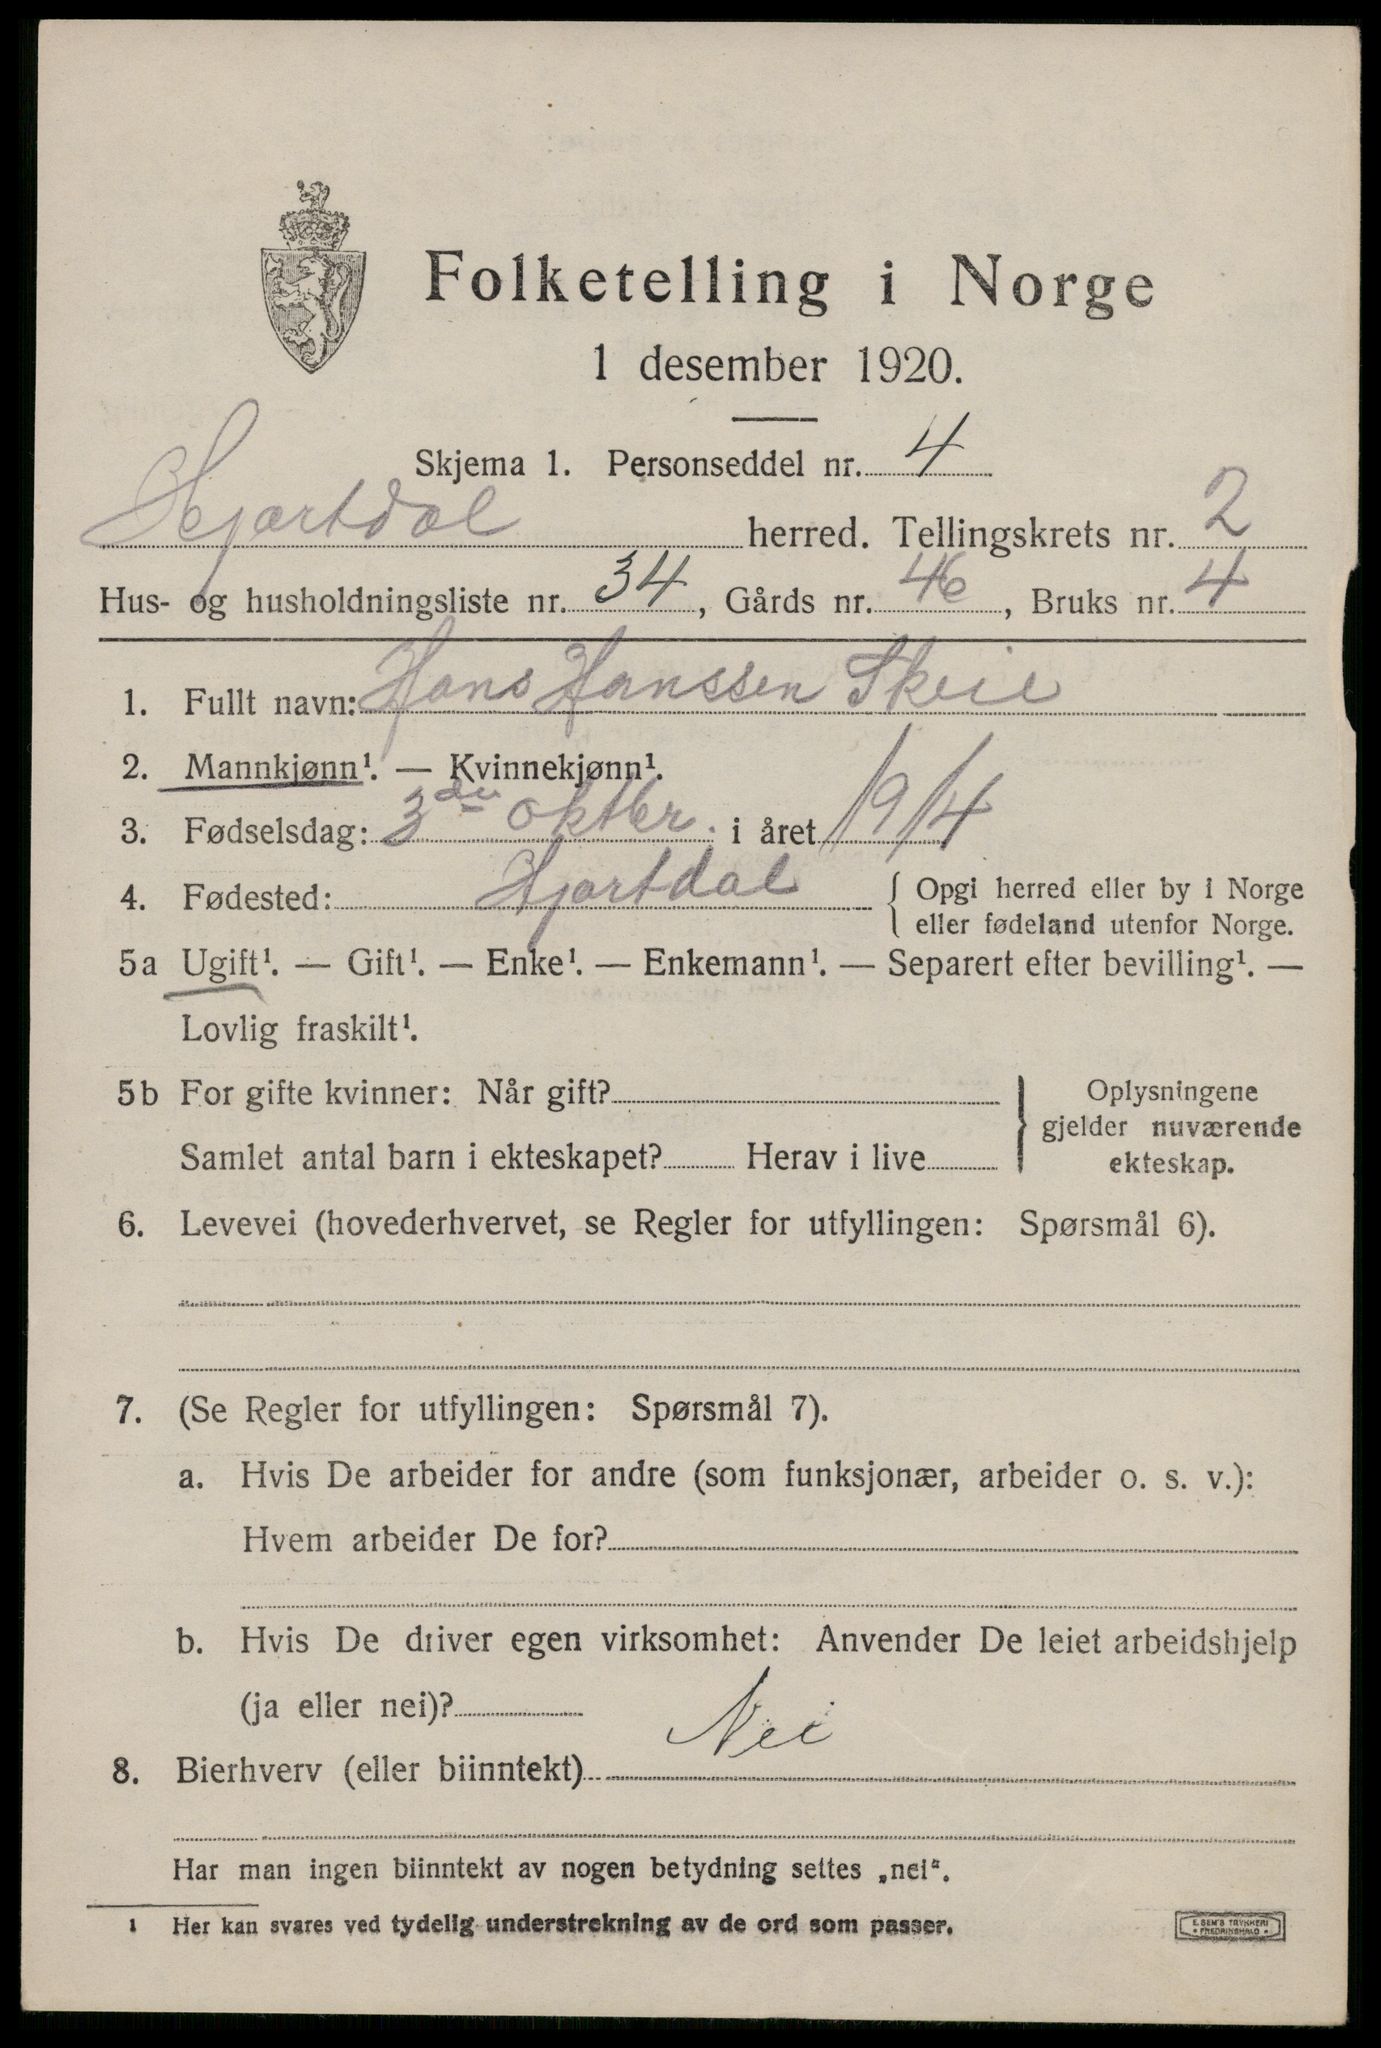 Folketelling i Norge
1 desember 1920.
Skjema 1. Personseddel nr. 4
Hjartdal herred. Tellingskrets nr. 2
Hus- og husholdningsliste nr. 34, Gårds nr. 46, Bruks nr. 4
1. Fullt navn: Hans Hanssen Skeie
2. Mannkjønn¹. — Kvinnekjønn¹.
3. Fødselsdag: 3die oktbr. i året 1914
4. Fødested: Hjartdal { Opgi herred eller by i Norge
eller fødeland utenfor Norge.
5a Ugift¹. — Gift¹. — Enke¹. — Enkemann¹. — Separert efter bevilling¹. —
Lovlig fraskilt¹.
5b For gifte kvinner: Når gift? } Oplysningene
gjelder nuværende
Samlet antal barn i ekteskapet? Herav i live
ekteskap.
6. Levevei (hovederhvervet, se Regler for utfyllingen: Spørsmål 6).
7. (Se Regler for utfyllingen: Spørsmål 7).
a. Hvis De arbeider for andre (som funksjonær, arbeider o. s. v.):
Hvem arbeider De for?
b. Hvis De driver egen virksomhet: Anvender De leiet arbeidshjelp
(ja eller nei)?
8. Bierhverv (eller biinntekt) Nei
Har man ingen biinntekt av nogen betydning settes „nei“.
1 Her kan svares ved tydelig understrekning av de ord som passer.
E. SEM'S TRYKKERI
FREDRIKSHALD